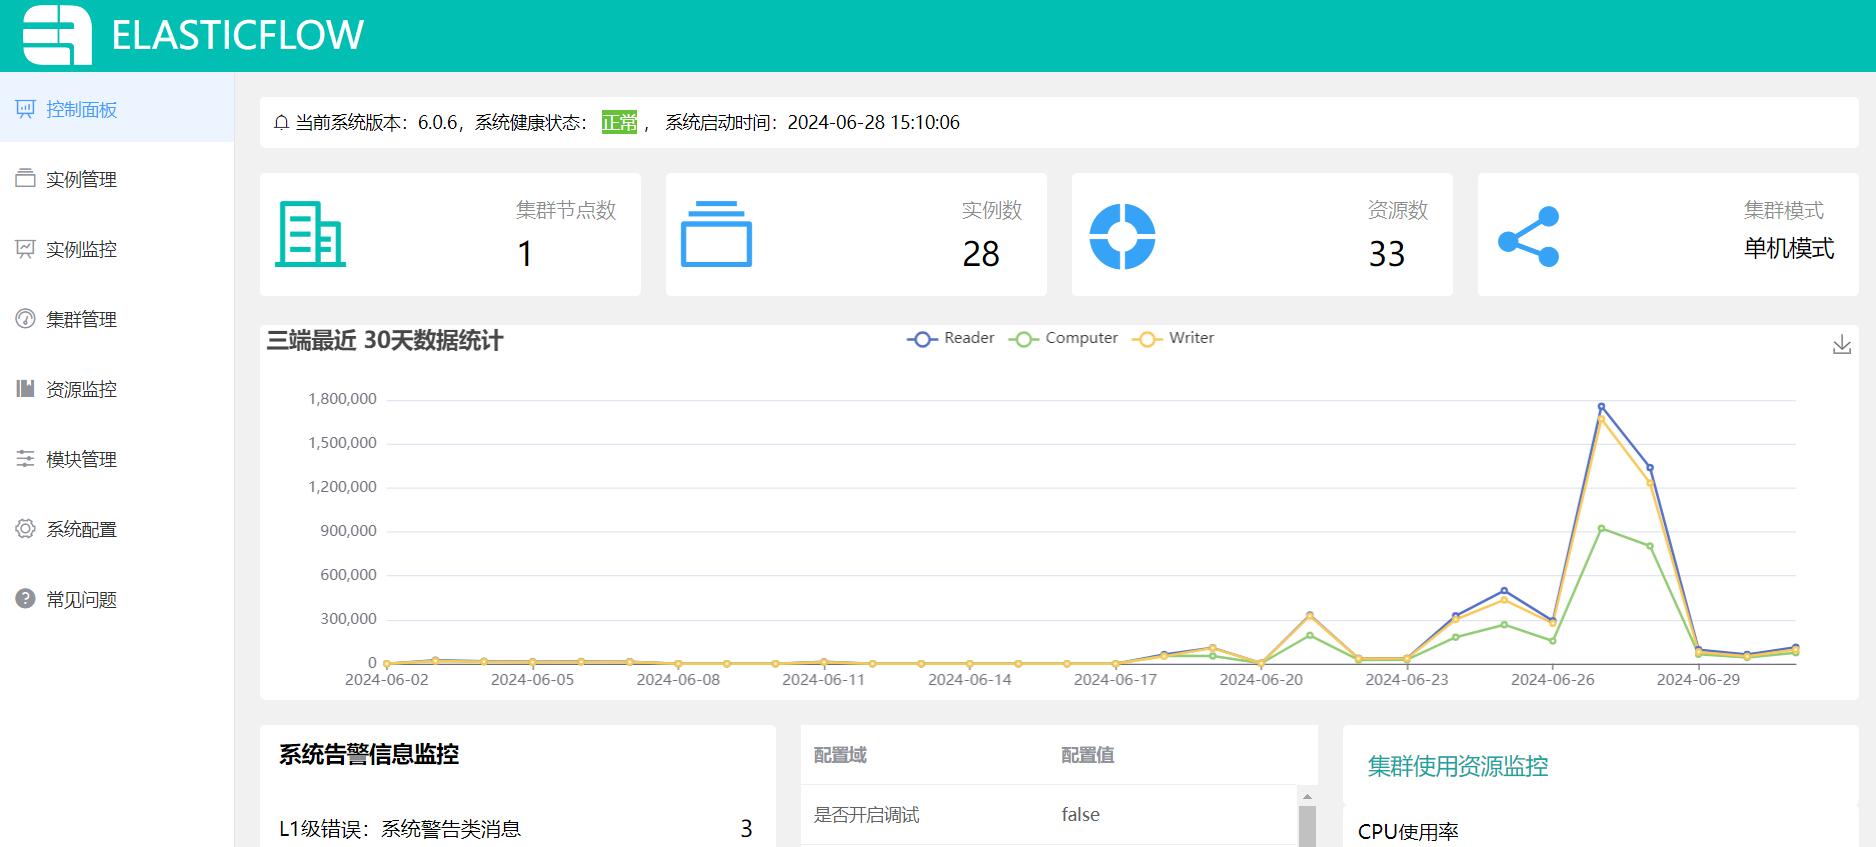 ELASTICFLOW
控制面板
实例管理
实例监控
集群管理
资源监控
模块管理
系统配置
常见问题
当前系统版本：6.0.6，系统健康状态： 正常 ， 系统启动时间：2024-06-28 15:10:06
集群节点数
1
实例数
28
资源数
33
集群模式
单机模式
三端最近 30天数据统计
Reader Computer Writer
1,800,000
1,500,000
1,200,000
900,000
600,000
300,000
0
2024-06-02 2024-06-05 2024-06-08 2024-06-11 2024-06-14 2024-06-17 2024-06-20 2024-06-23 2024-06-26 2024-06-29
系统告警信息监控
L1级错误：系统警告类消息 3
配置域 配置值
是否开启调试 false
集群使用资源监控
CPU使用率